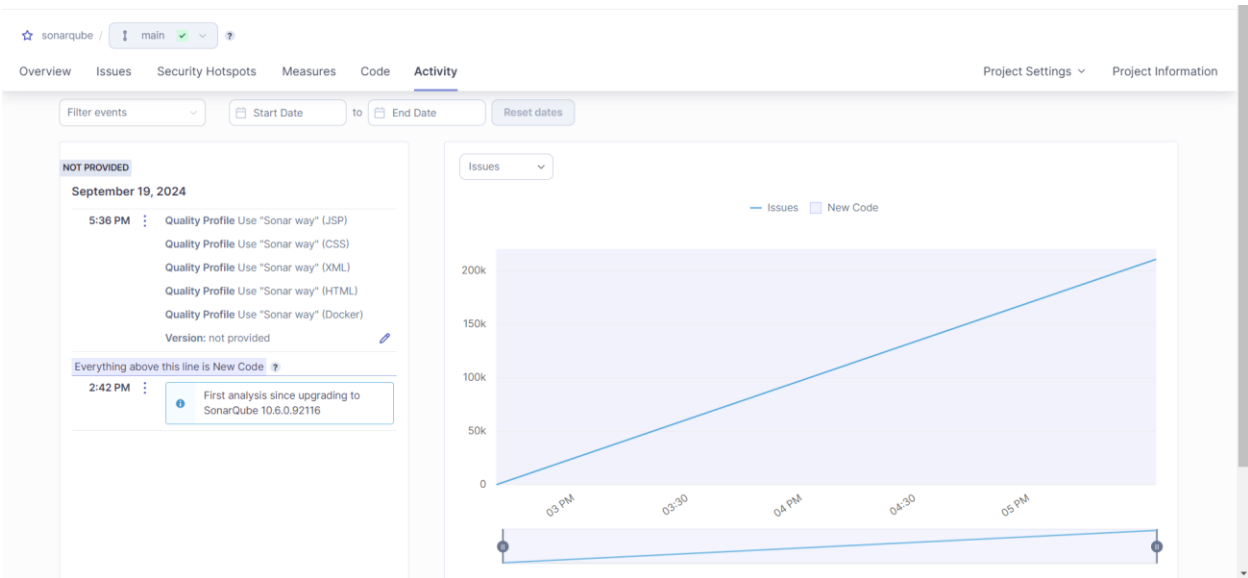 sonarqube / main ?
Overview Issues Security Hotspots Measures Code Activity Project Settings Project Information
Filter events Start Date to End Date Reset dates
NOT PROVIDED
September 19, 2024
5:36 PM Quality Profile Use "Sonar way" (JSP)
Quality Profile Use "Sonar way" (CSS)
Quality Profile Use "Sonar way" (XML)
Quality Profile Use "Sonar way" (HTML)
Quality Profile Use "Sonar way" (Docker)
Version: not provided
Everything above this line is New Code ?
2:42 PM First analysis since upgrading to
SonarQube 10.6.0.92116
Issues
Issues New Code
200k
150k
100k
50k
0
03 PM 03:30 04 PM 04:30 05 PM